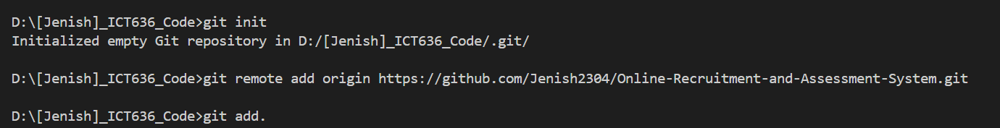 D:\[Jenish]_ICT636_Code>git init
Initialized empty Git repository in D:/[Jenish]_ICT636_Code/.git/
D:\[Jenish]_ICT636_Code>git remote add origin https://github.com/Jenish2304/Online-Recruitment-and-Assessment-System.git
D:\[Jenish]_ICT636_Code>git add.